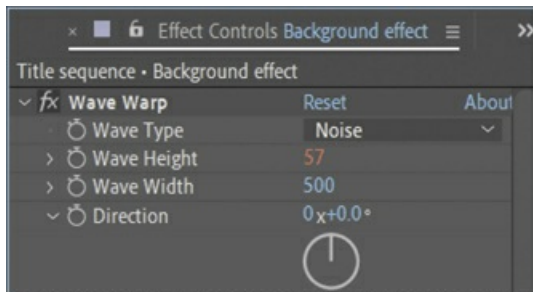 Effect Controls Background effect
Title sequence • Background effect
fx Wave Warp Reset About
Wave Type Noise
Wave Height 57
Wave Width 500
Direction 0x+0.0°